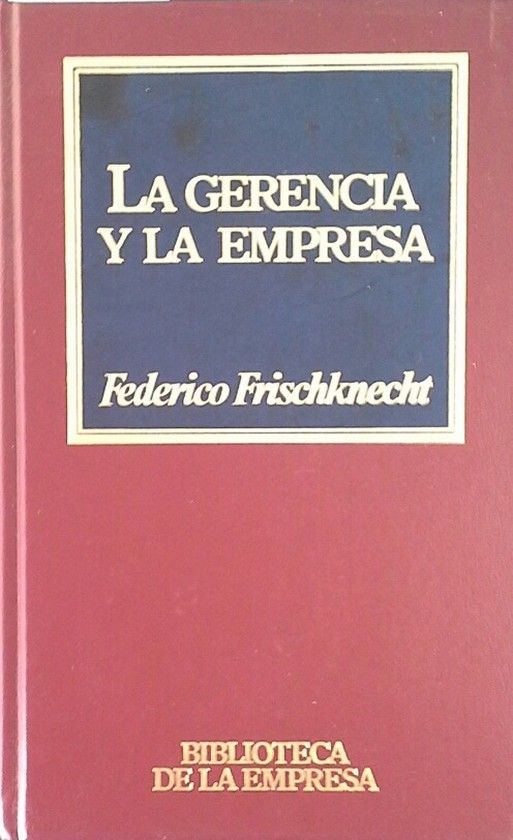 LA GERENCIA
Y LA EMPRESA
Federico Frischknecht
BIBLIOTECA
DE LA EMPRESA